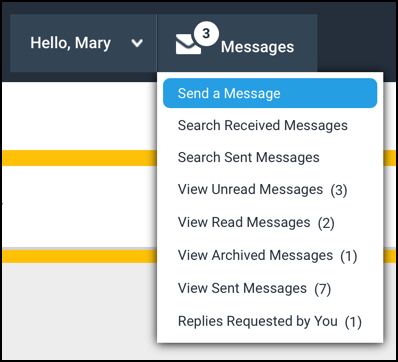 Hello, Mary
3
Messages
Send a Message
Search Received Messages
Search Sent Messages
View Unread Messages (3)
View Read Messages (2)
View Archived Messages (1)
View Sent Messages (7)
Replies Requested by You (1)